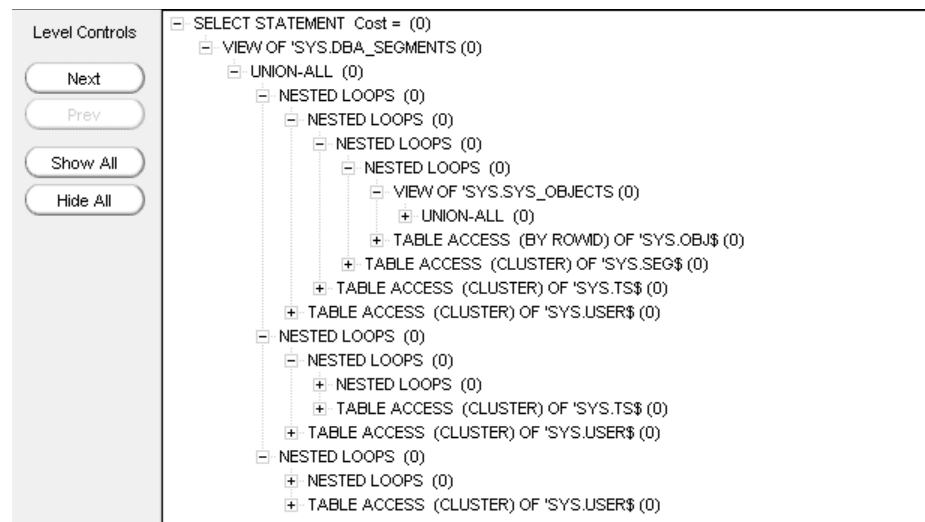 Level Controls
Next
Prev
Show All
Hide All
SELECT STATEMENT Cost = (0)
VIEW OF 'SYS.DBA_SEGMENTS (0)
UNION-ALL (0)
NESTED LOOPS (0)
NESTED LOOPS (0)
NESTED LOOPS (0)
NESTED LOOPS (0)
VIEW OF 'SYS.SYS_OBJECTS (0)
UNION-ALL (0)
TABLE ACCESS (BY ROWID) OF 'SYS.OBJ$ (0)
TABLE ACCESS (CLUSTER) OF 'SYS.SEG$ (0)
TABLE ACCESS (CLUSTER) OF 'SYS.TS$ (0)
TABLE ACCESS (CLUSTER) OF 'SYS.USER$ (0)
NESTED LOOPS (0)
NESTED LOOPS (0)
NESTED LOOPS (0)
TABLE ACCESS (CLUSTER) OF 'SYS.TS$ (0)
TABLE ACCESS (CLUSTER) OF 'SYS.USER$ (0)
NESTED LOOPS (0)
NESTED LOOPS (0)
TABLE ACCESS (CLUSTER) OF 'SYS.USER$ (0)